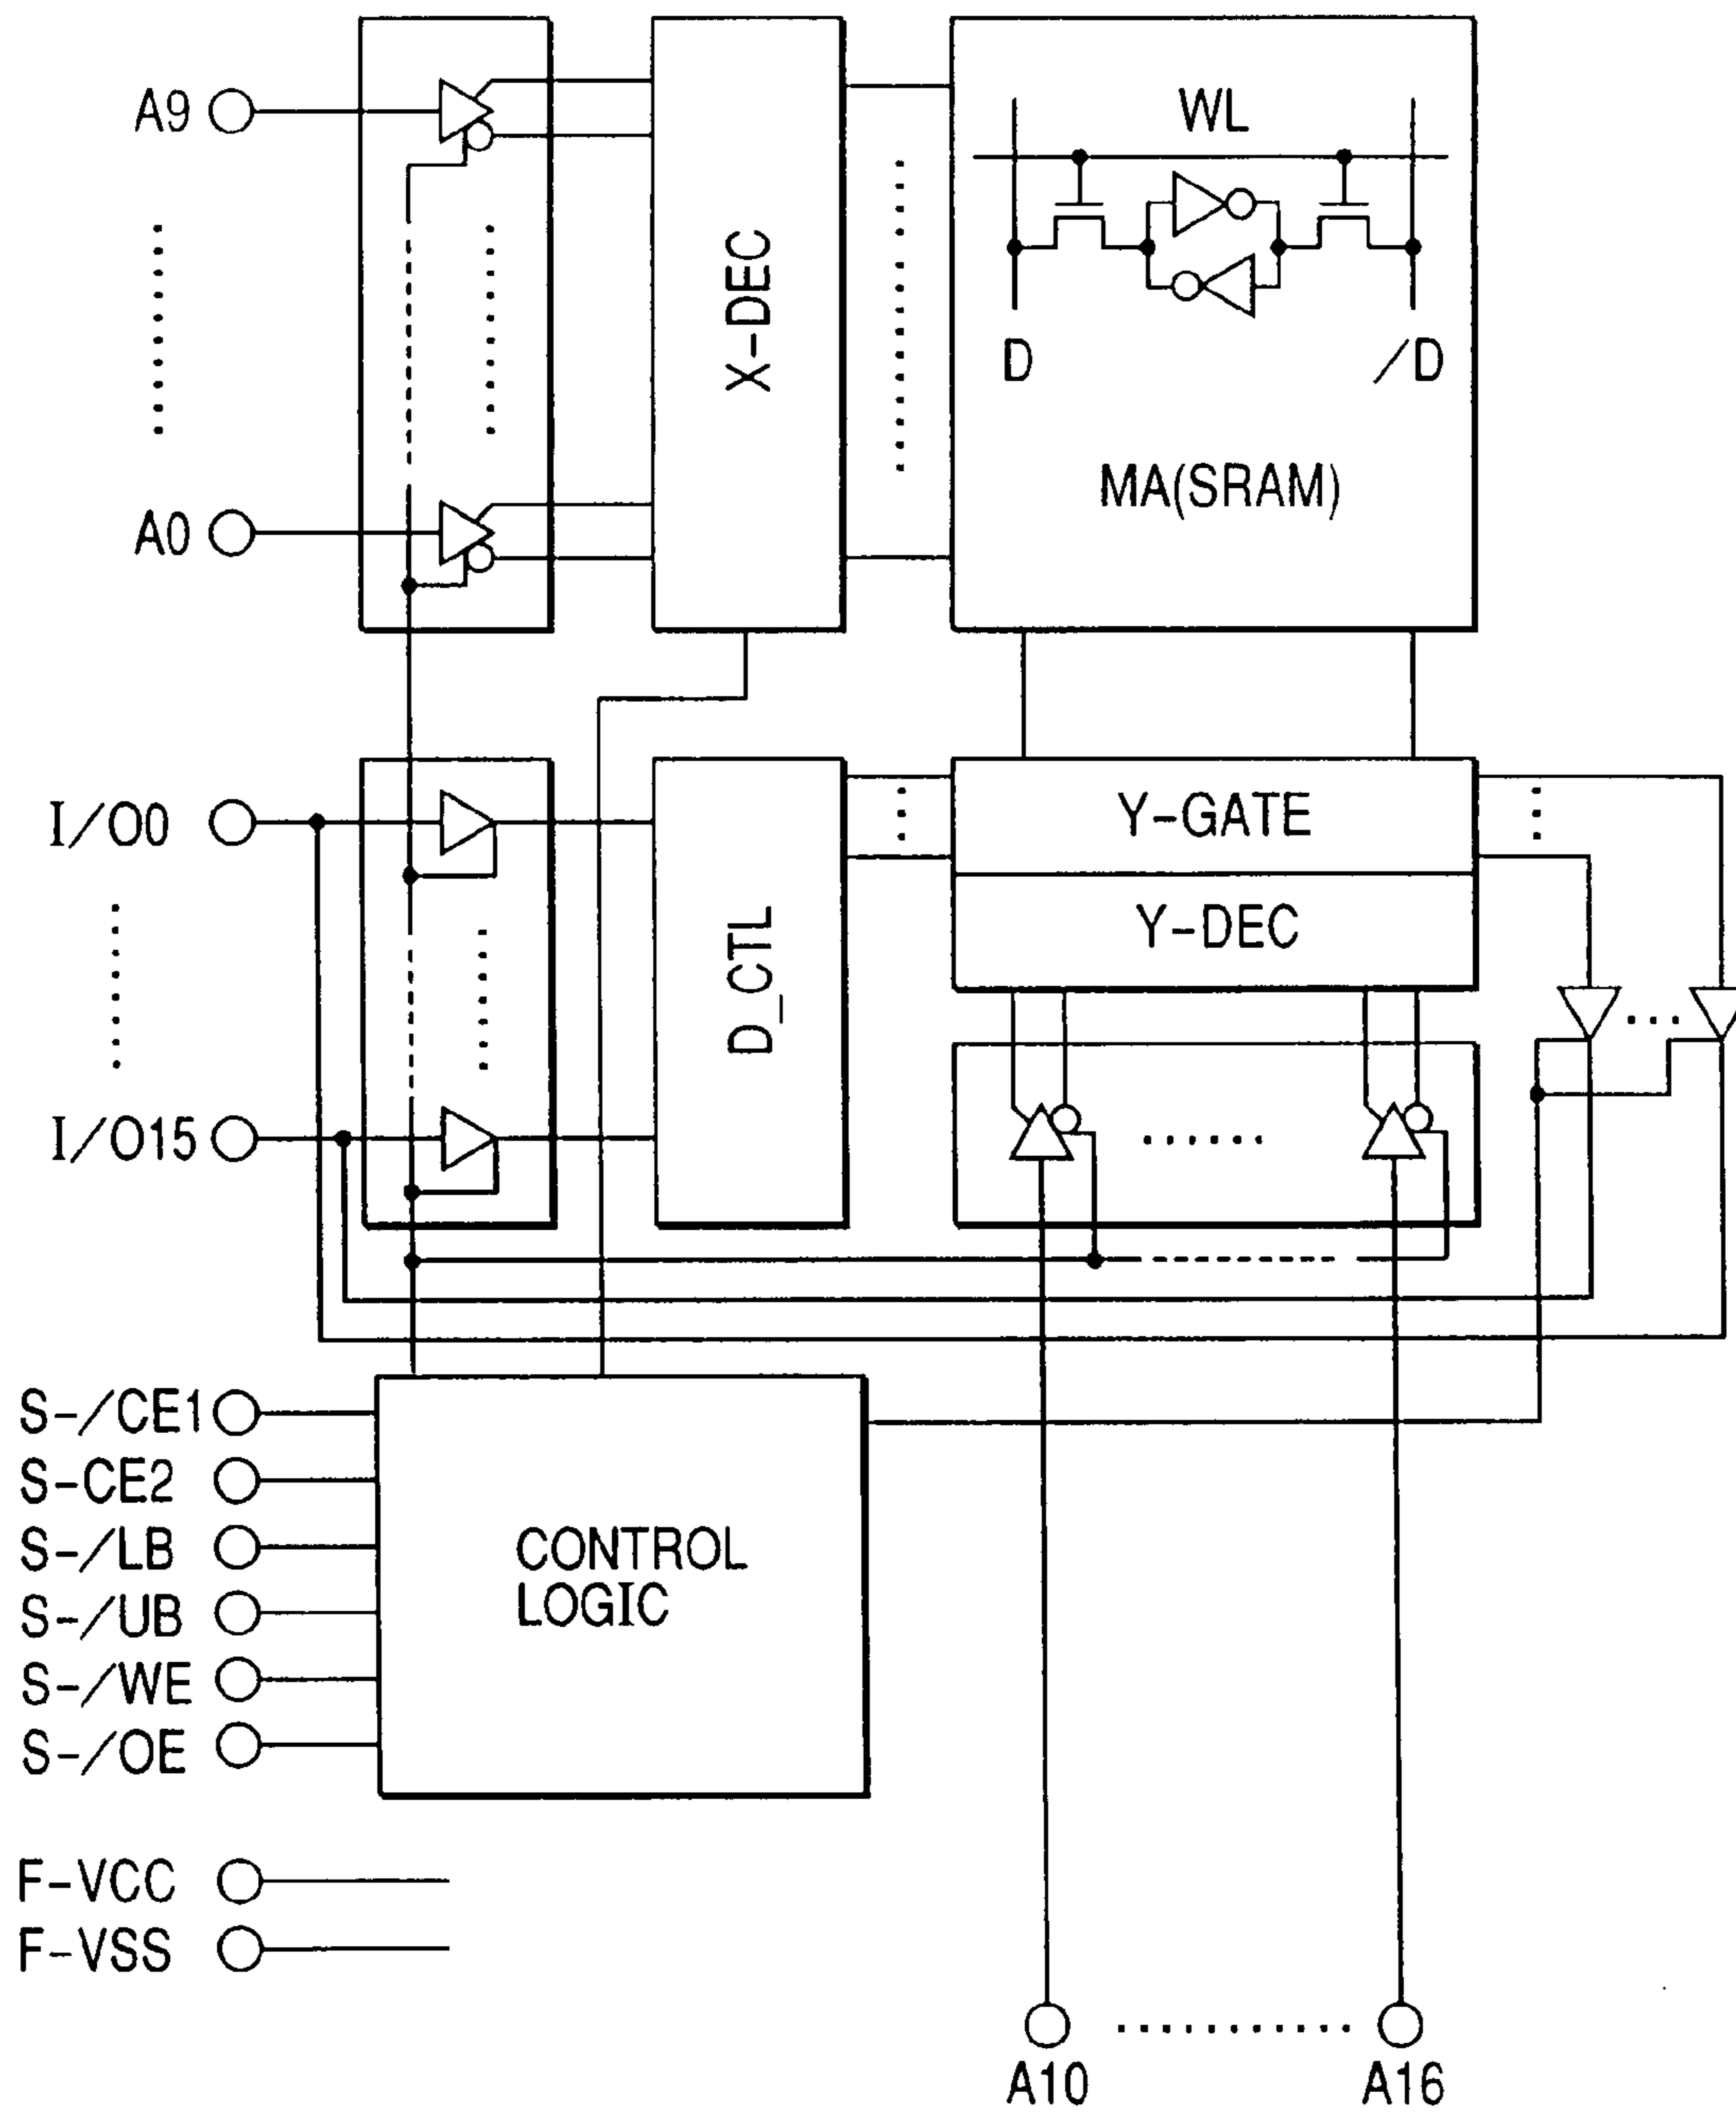 A9
A0
X-DEC
WL
D
/D
MA(SRAM)
I/O0
I/O15
D_CTL
Y-GATE
Y-DEC
S-/CE1
S-CE2
S-/LB
S-/UB
S-/WE
S-/OE
CONTROL
LOGIC
F-VCC
F-VSS
A10
A16